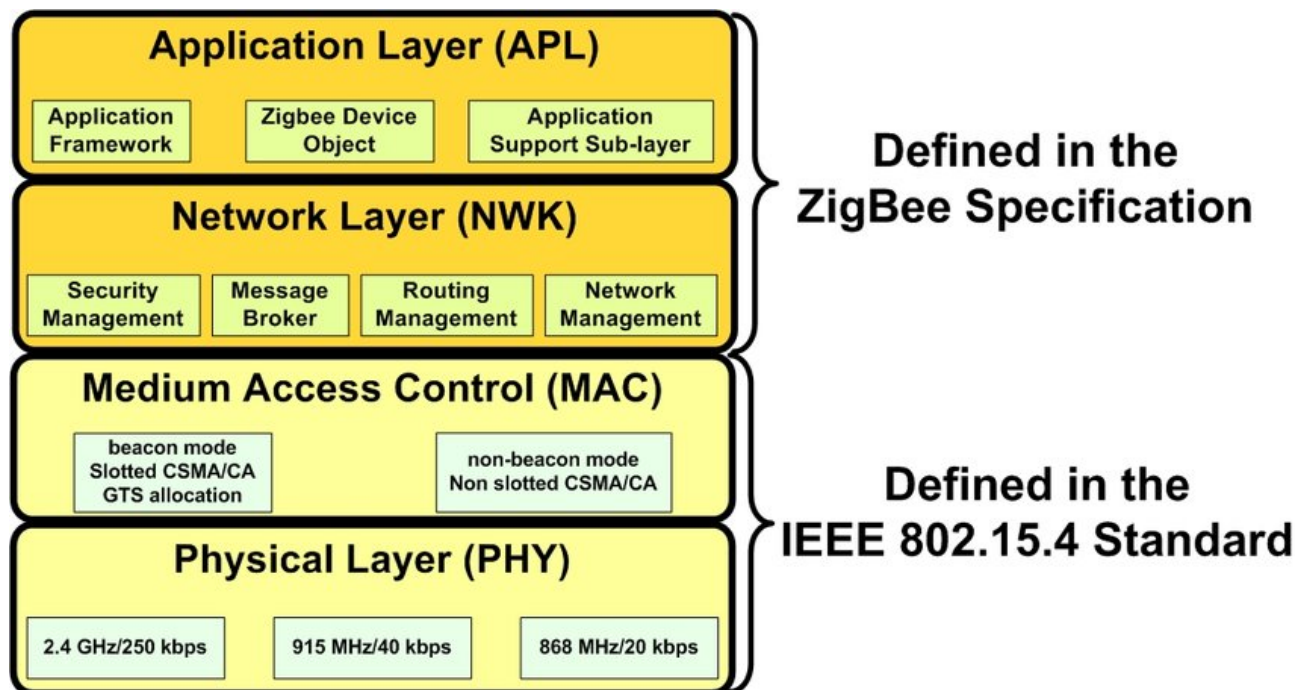 Application Layer (APL)
Application
Framework
Zigbee Device
Object
Application
Support Sub-layer
Network Layer (NWK)
Security
Management
Message
Broker
Routing
Management
Network
Management
Defined in the
ZigBee Specification
Medium Access Control (MAC)
beacon mode
Slotted CSMA/CA
GTS allocation
non-beacon mode
Non slotted CSMA/CA
Physical Layer (PHY)
2.4 GHz/250 kbps
915 MHz/40 kbps
868 MHz/20 kbps
Defined in the
IEEE 802.15.4 Standard